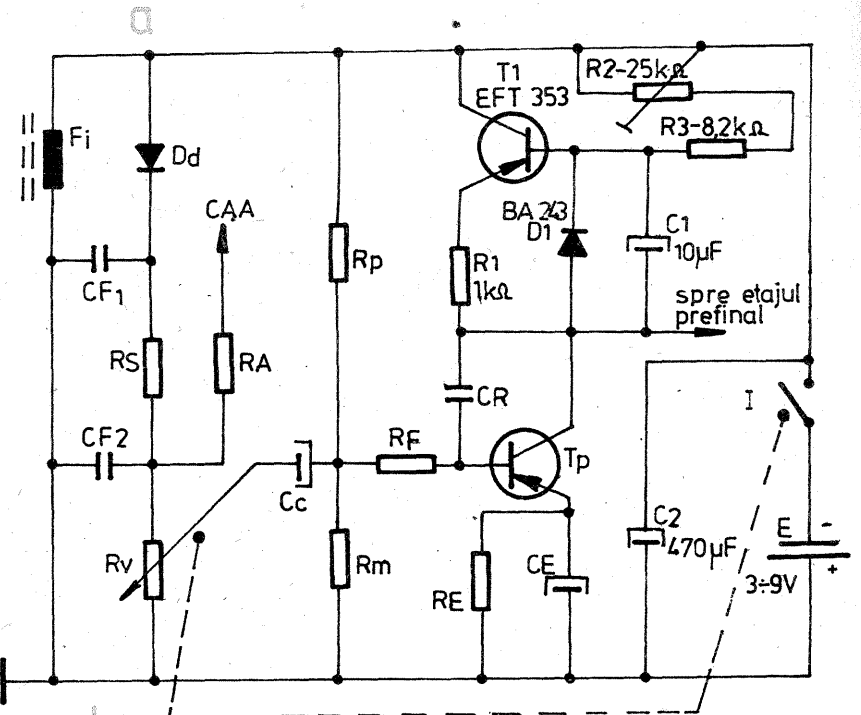 T1
EFT 353
R2-25kΩ
R3-8,2kΩ
Fi
Dd
CAA
BA 243
D1
C1
10µF
Rp
R1
1kΩ
CF1
spre etajul
prefinal
RS
RA
CR
I
CF2
RF
Tp
Cc
C2
470µF
E
-
+
3÷9V
Rv
Rm
RE
CE